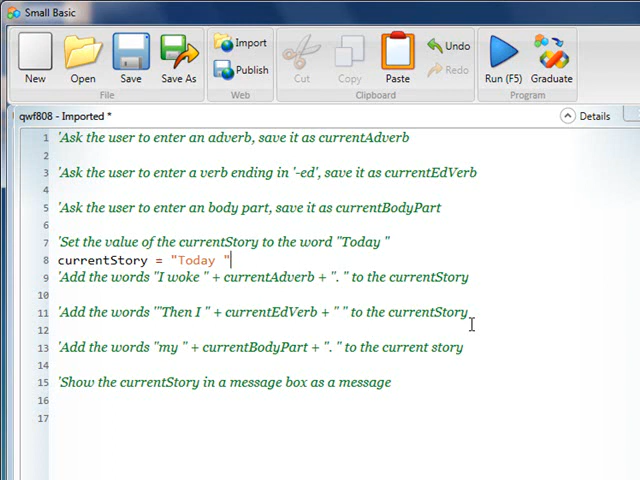 Small Basic
New
Open
Save
Save As
Import
Publish
Cut
Copy
Paste
Undo
Redo
Run (F5)
Graduate
File
Web
Clipboard
Program
qwf808 - Imported *
Details
1 'Ask the user to enter an adverb, save it as currentAdverb
2
3 'Ask the user to enter a verb ending in '-ed', save it as currentEdVerb
4
5 'Ask the user to enter an body part, save it as currentBodyPart
6
7 'Set the value of the currentStory to the word "Today "
8 currentStory = "Today "
9 'Add the words "I woke " + currentAdverb + ". " to the currentStory
10
11 'Add the words '"Then I " + currentEdVerb + " " to the currentStory
12
13 'Add the words "my " + currentBodyPart + ". " to the current story
14
15 'Show the currentStory in a message box as a message
16
17